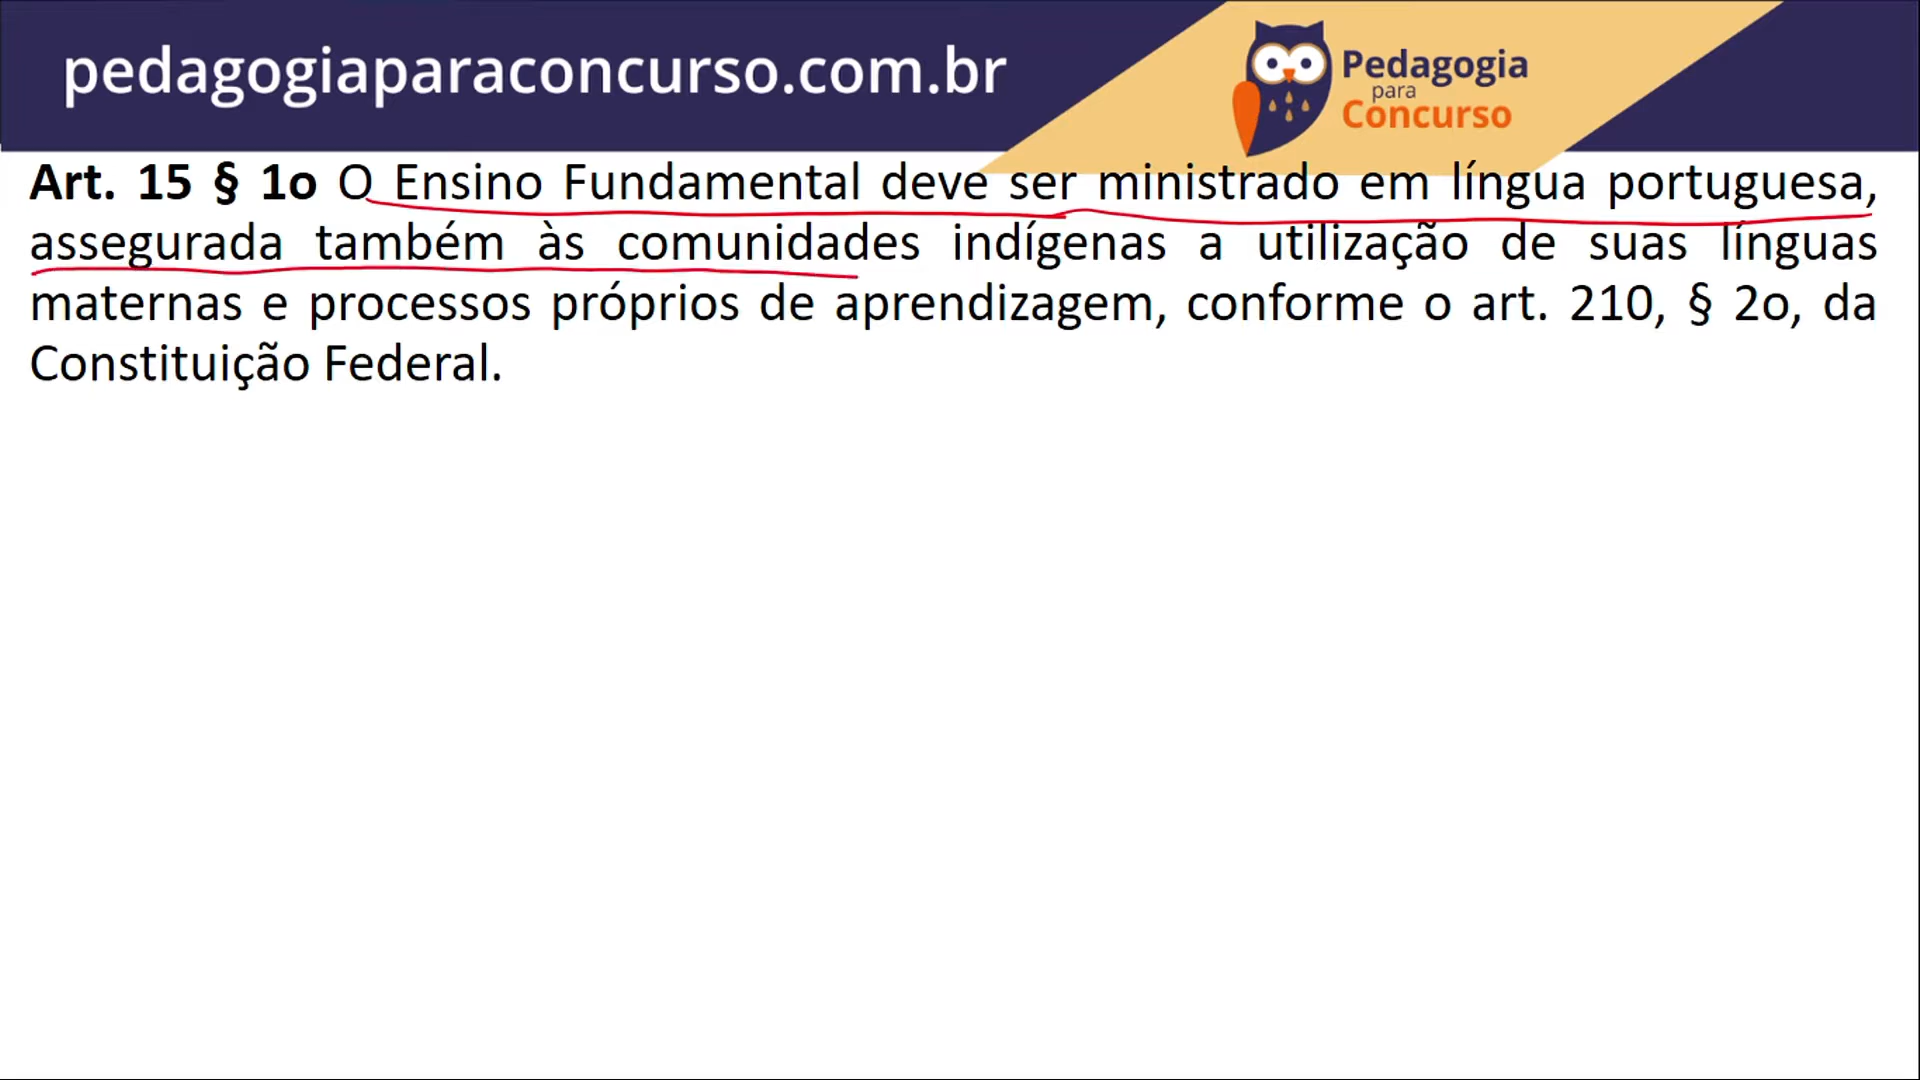 pedagogiaparaconcurso.com.br
Pedagogia
para
Concurso
Art. 15 § 1o O Ensino Fundamental deve ser ministrado em língua portuguesa,
assegurada também às comunidades indígenas a utilização de suas línguas
maternas e processos próprios de aprendizagem, conforme o art. 210, § 2o, da
Constituição Federal.